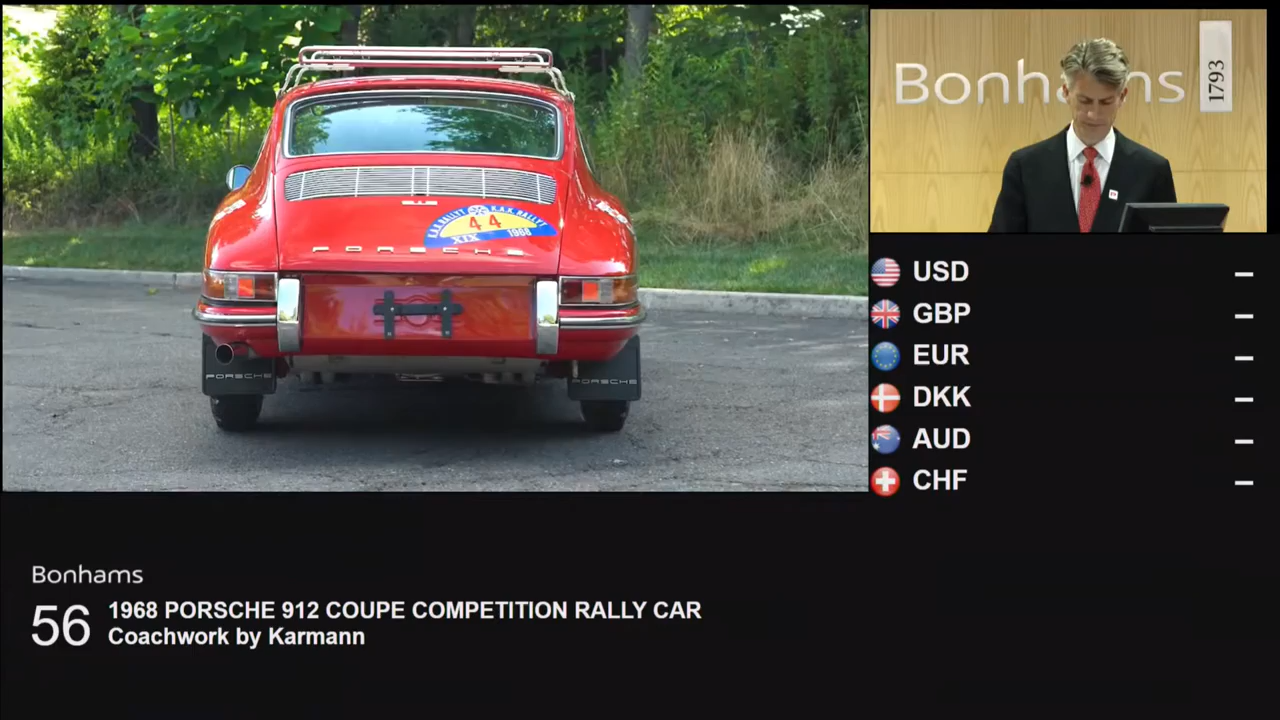 Bonhams
1793
K.A.K. RALLYT
44
XIX 1968
PORSCHE
PORSCHE
PORSCHE
USD –
GBP –
EUR –
DKK –
AUD –
CHF –
Bonhams
56
1968 PORSCHE 912 COUPE COMPETITION RALLY CAR
Coachwork by Karmann